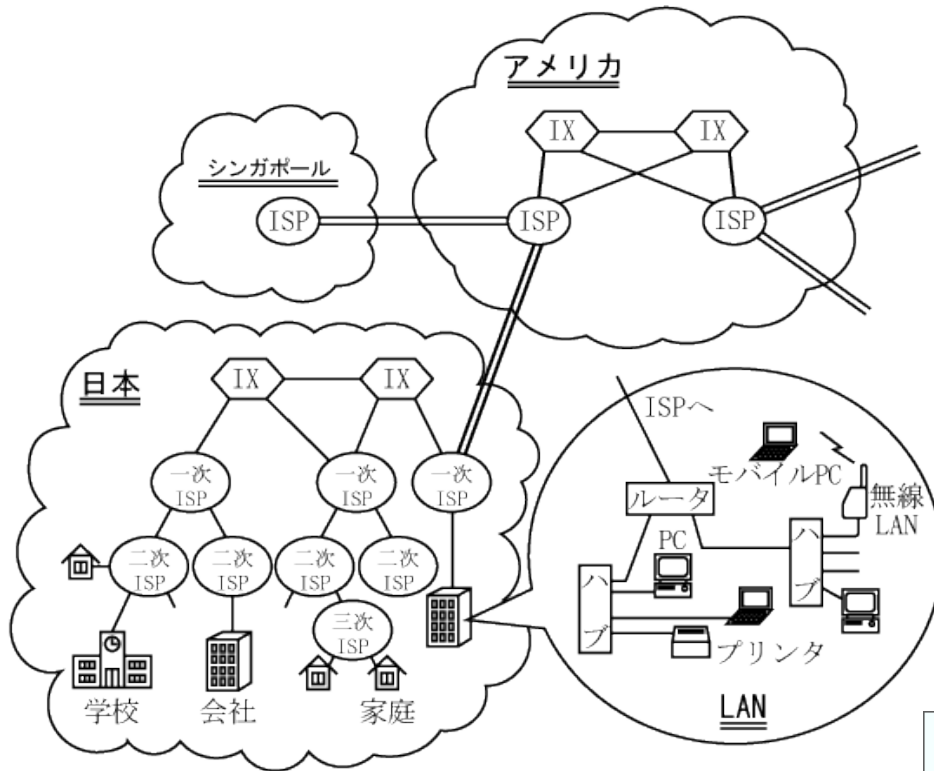 アメリカ
IX
IX
シンガポール
ISP
ISP
ISP
日本
IX
IX
一次
ISP
一次
ISP
一次
ISP
二次
ISP
二次
ISP
二次
ISP
二次
ISP
三次
ISP
学校
会社
家庭
ISPへ
モバイルPC
ルータ
無線
LAN
PC
ハブ
ハブ
プリンタ
LAN